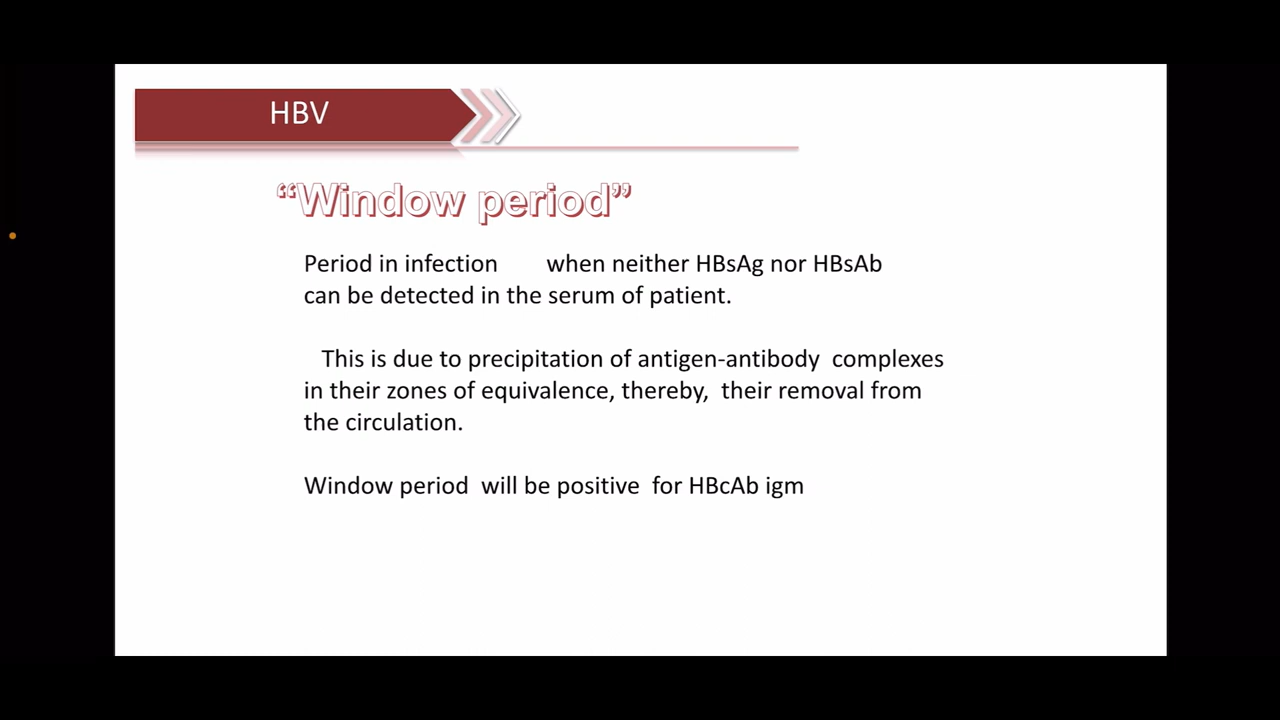 HBV
“Window period”
Period in infection when neither HBsAg nor HBsAb
can be detected in the serum of patient.
This is due to precipitation of antigen-antibody complexes
in their zones of equivalence, thereby, their removal from
the circulation.
Window period will be positive for HBcAb igm